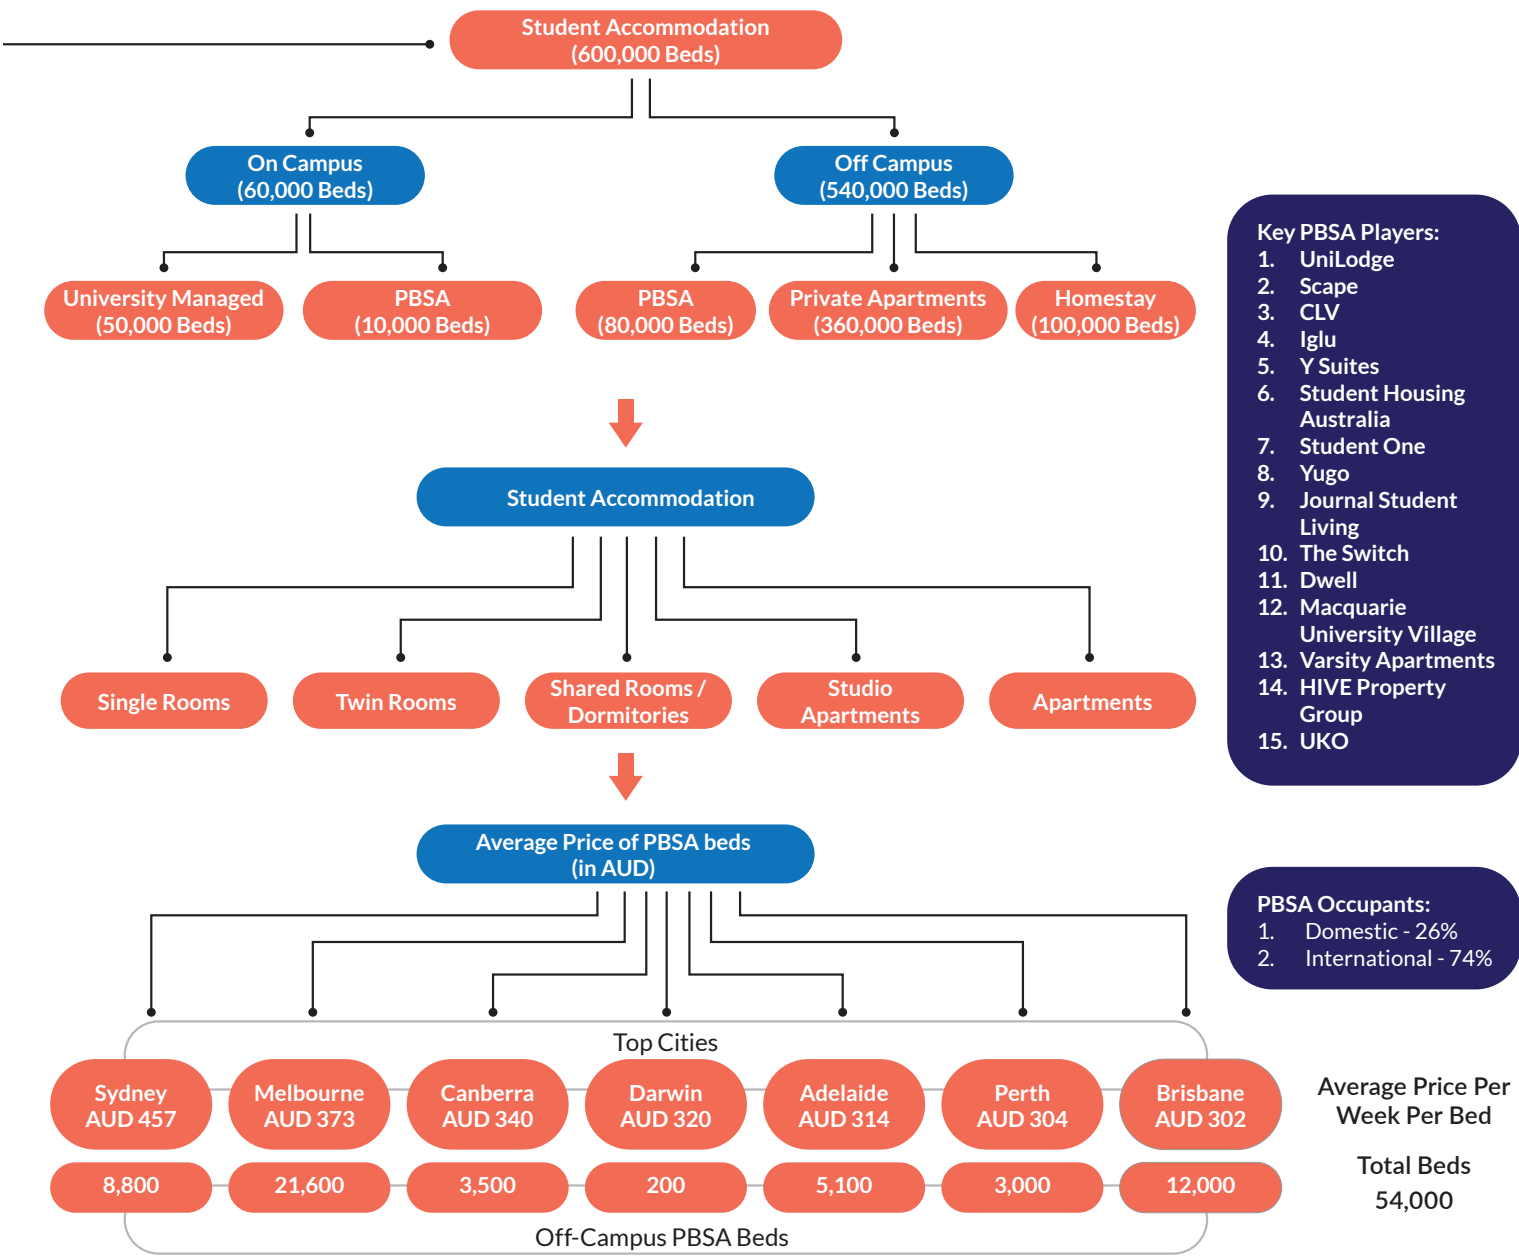 Student Accommodation
(600,000 Beds)
On Campus
(60,000 Beds)
Off Campus
(540,000 Beds)
University Managed
(50,000 Beds)
PBSA
(10,000 Beds)
PBSA
(80,000 Beds)
Private Apartments
(360,000 Beds)
Homestay
(100,000 Beds)
Key PBSA Players:
1. UniLodge
2. Scape
3. CLV
4. Iglu
5. Y Suites
6. Student Housing
Australia
7. Student One
8. Yugo
9. Journal Student
Living
10. The Switch
11. Dwell
12. Macquarie
University Village
13. Varsity Apartments
14. HIVE Property
Group
15. UKO
Student Accommodation
Single Rooms
Twin Rooms
Shared Rooms /
Dormitories
Studio
Apartments
Apartments
Average Price of PBSA beds
(in AUD)
PBSA Occupants:
1. Domestic - 26%
2. International - 74%
Top Cities
Sydney
AUD 457
Melbourne
AUD 373
Canberra
AUD 340
Darwin
AUD 320
Adelaide
AUD 314
Perth
AUD 304
Brisbane
AUD 302
Average Price Per
Week Per Bed
8,800
21,600
3,500
200
5,100
3,000
12,000
Total Beds
54,000
Off-Campus PBSA Beds